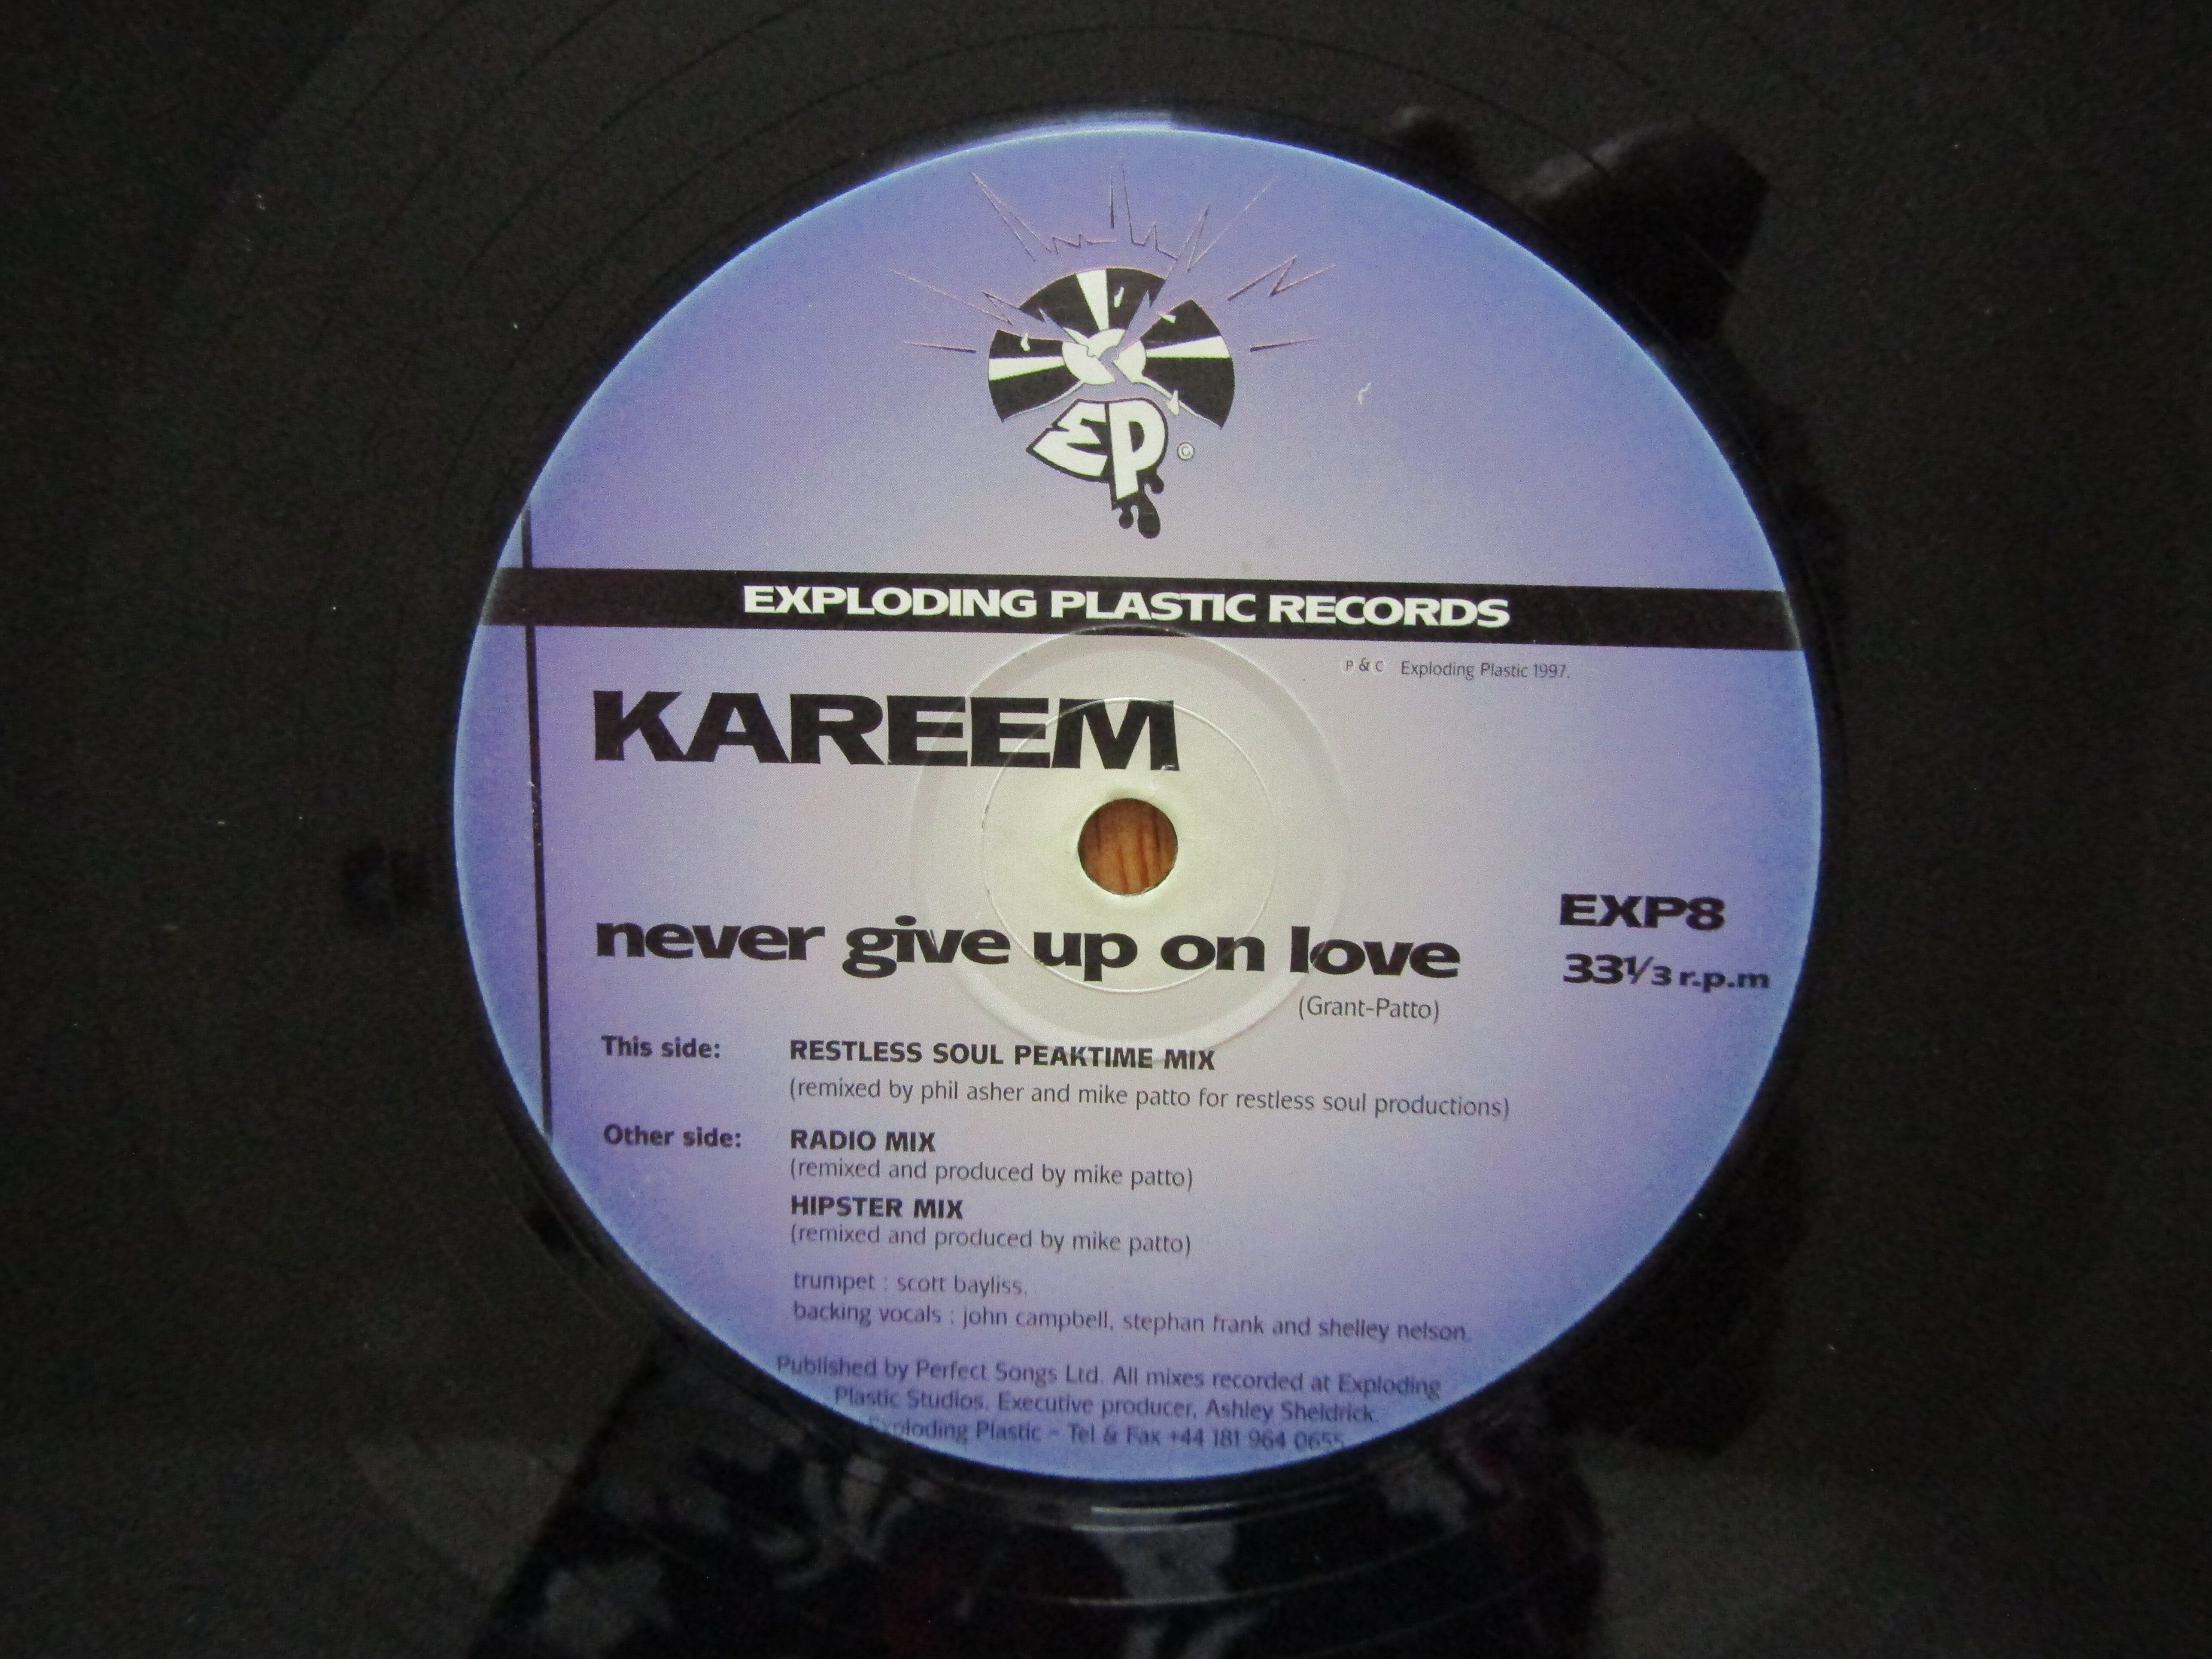 EP ©
EXPLODING PLASTIC RECORDS
P & C Exploding Plastic 1997.
KAREEM
never give up on love
(Grant-Patto)
EXP8
33⅓ r.p.m
This side: RESTLESS SOUL PEAKTIME MIX
(remixed by phil asher and mike patto for restless soul productions)
Other side: RADIO MIX
(remixed and produced by mike patto)
HIPSTER MIX
(remixed and produced by mike patto)
trumpet : scott bayliss.
backing vocals : john campbell, stephan frank and shelley nelson.
Published by Perfect Songs Ltd. All mixes recorded at Exploding
Plastic Studios. Executive producer, Ashley Sheldrick.
Exploding Plastic - Tel & Fax +44 181 964 0655